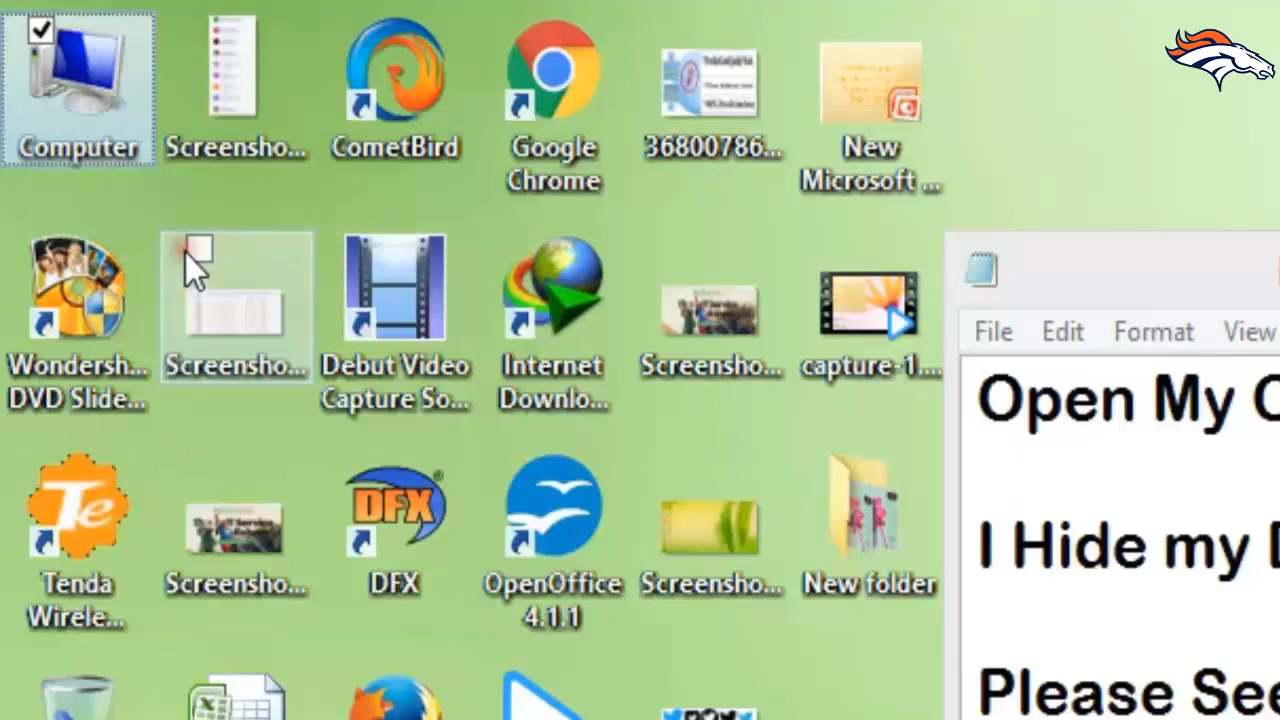 Computer
Screensho...
CometBird
Google
Chrome
36800786...
New
Microsoft ...
Wondersh...
DVD Slide...
Screensho...
Debut Video
Capture So...
Internet
Downlo...
Screensho...
capture-1....
Te
Tenda
Wirele...
Screensho...
DFX
DFX
OpenOffice
4.1.1
Screensho...
New folder
File Edit Format View
Open My
I Hide my
Please See